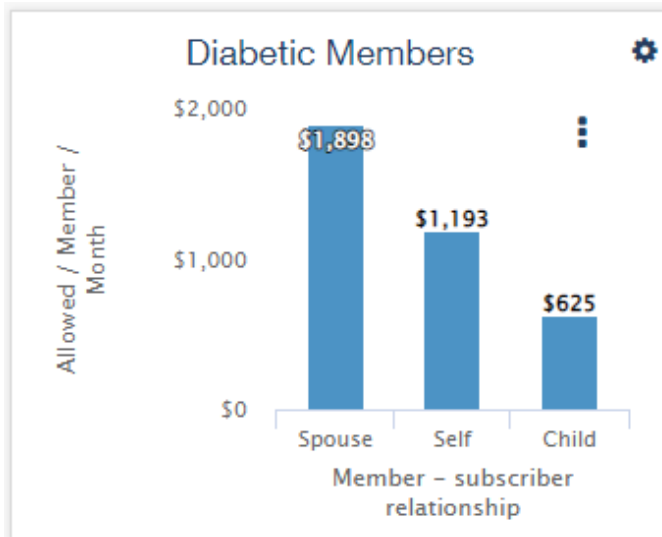 Diabetic Members
$2,000
$1,898
$1,193
$1,000
$625
$0
Allowed / Member /
Month
Spouse
Self
Child
Member – subscriber
relationship